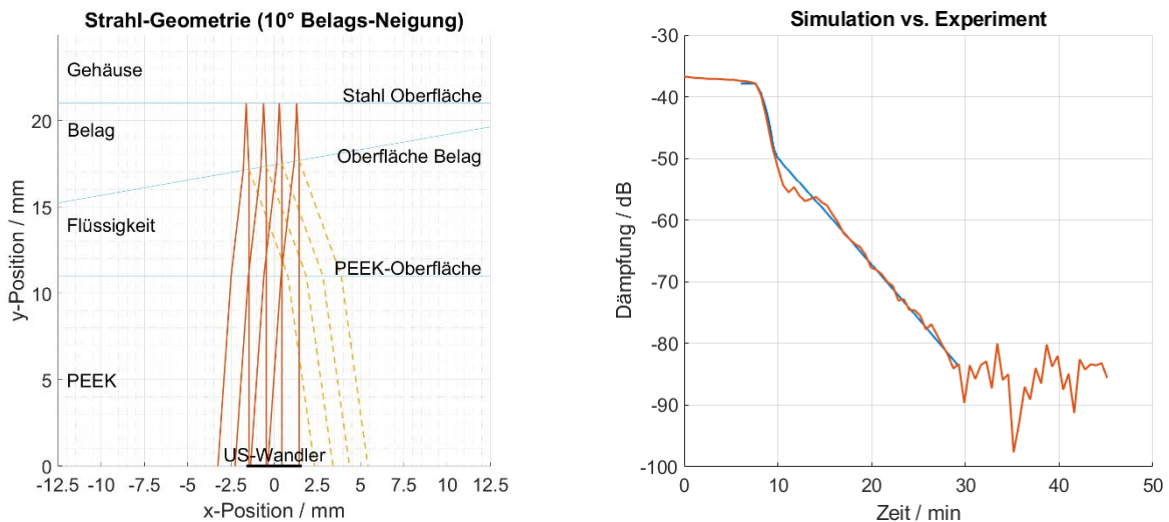 Strahl-Geometrie (10° Belags-Neigung)
Gehäuse
Stahl Oberfläche
20
Belag
Oberfläche Belag
15
Flüssigkeit
PEEK-Oberfläche
10
5
PEEK
US-Wandler
0
-12.5 -10 -7.5 -5 -2.5 0 2.5 5 7.5 10 12.5
x-Position / mm
y-Position / mm
Simulation vs. Experiment
-30
-40
-50
-60
-70
-80
-90
-100
0 10 20 30 40 50
Zeit / min
Dämpfung / dB